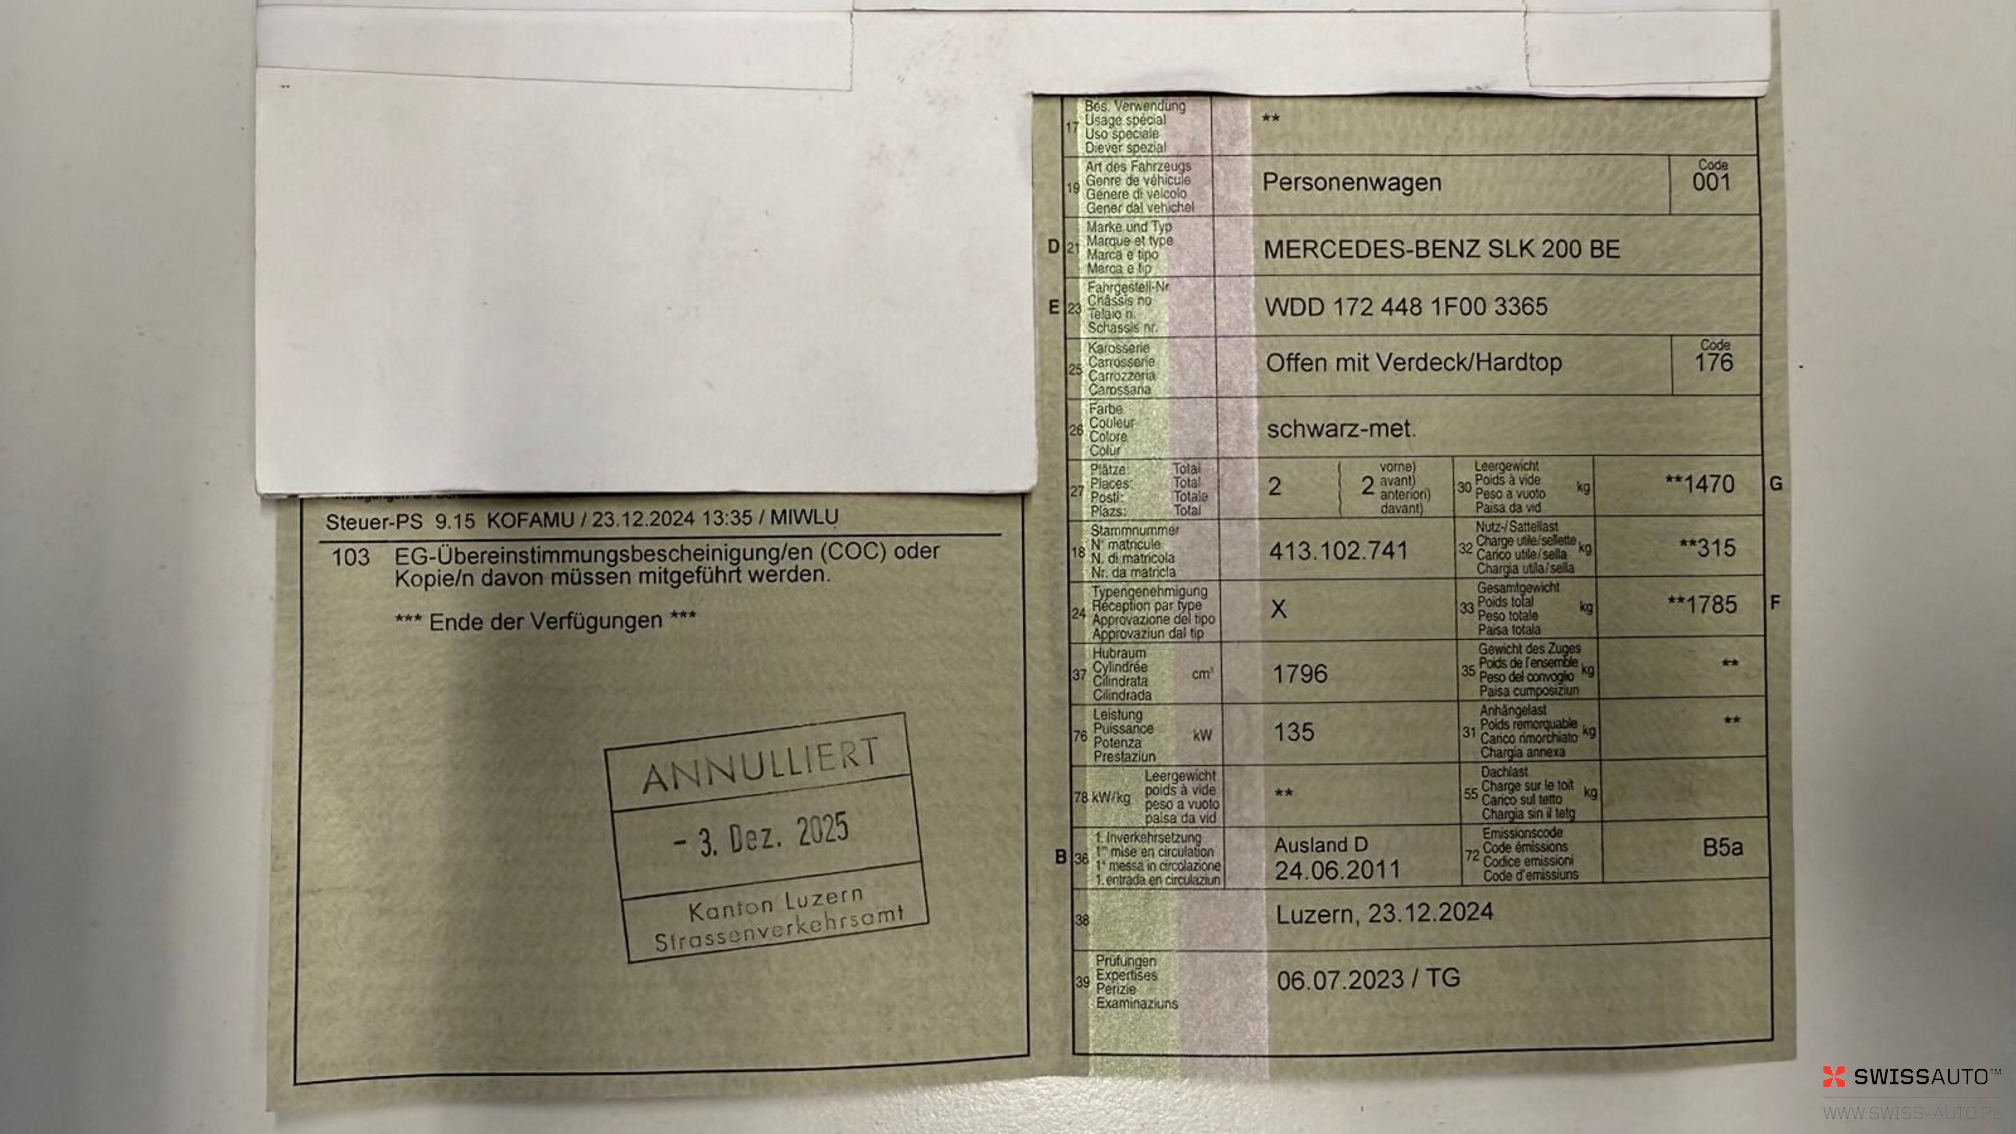 Steuer-PS 9.15 KOFAMU / 23.12.2024 13:35 / MIWLU
103 EG-Übereinstimmungsbescheinigung/en (COC) oder
Kopie/n davon müssen mitgeführt werden.
*** Ende der Verfügungen ***
ANNULLIERT
- 3. Dez. 2025
Kanton Luzern
Strassenverkehrsamt
17 Bes. Verwendung
Usage spécial
Uso speciale
Diever spezial
**
19 Art des Fahrzeugs
Genre de véhicule
Genere di veicolo
Gener dal vehichel
Personenwagen
Code
001
D 21 Marke und Typ
Marque et type
Marca e tipo
Marca e tip
MERCEDES-BENZ SLK 200 BE
E 23 Fahrgestell-Nr.
Châssis no
Telaio n.
Schassis nr.
WDD 172 448 1F00 3365
25 Karosserie
Carrosserie
Carrozzeria
Carossaria
Offen mit Verdeck/Hardtop
Code
176
26 Farbe
Couleur
Colore
Colur
schwarz-met.
27 Plätze: Total
Places: Total
Posti: Totale
Plazs: Total
2 ( 2 vorne)
avant)
anteriori)
davant)
30 Leergewicht
Poids à vide kg
Peso a vuoto
Paisa da vid
**1470 G
18 Stammnummer
N° matricule
N. di matricola
Nr. da matricla
413.102.741
32 Nutz-/Sattellast
Charge utile/sellette kg
Carico utile/sella
Chargia utila/sella
**315
24 Typengenehmigung
Réception par type
Approvazione del tipo
Approvaziun dal tip
X
33 Gesamtgewicht
Poids total kg
Peso totale
Paisa totala
**1785 F
37 Hubraum
Cylindrée cm³
Cilindrata
Cilindrada
1796
35 Gewicht des Zuges
Poids de l'ensemble kg
Peso del convoglio
Paisa cumposiziun
**
76 Leistung
Puissance kW
Potenza
Prestaziun
135
31 Anhängelast
Poids remorquable kg
Carico rimorchiato
Chargia annexa
**
78 kW/kg Leergewicht
poids à vide
peso a vuoto
paisa da vid
**
55 Dachlast
Charge sur le toit kg
Carico sul tetto
Chargia sin il tetg
B 36 1. Inverkehrsetzung
1re mise en circulation
1a messa in circolazione
1. entrada en circulaziun
Ausland D
24.06.2011
72 Emissionscode
Code émissions
Codice emissioni
Code d'emissiuns
B5a
38 Luzern, 23.12.2024
39 Prüfungen
Expertises
Perizie
Examinaziuns
06.07.2023 / TG
SWISSAUTO™
WWW.SWISS-AUTO.PL